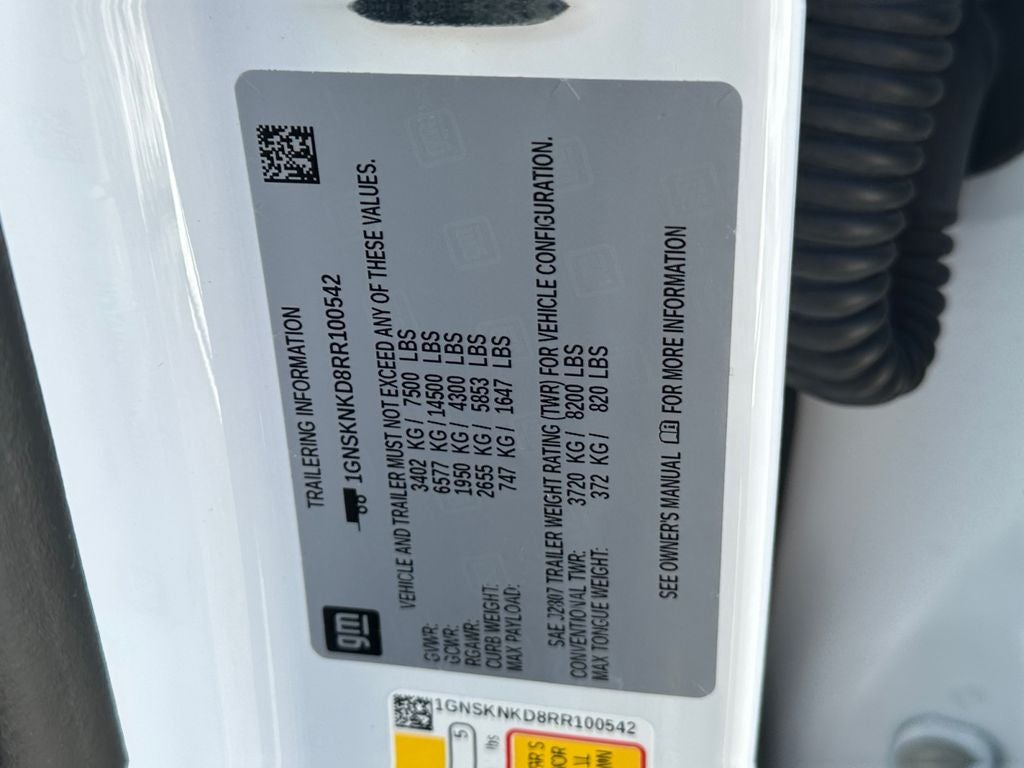 gm
TRAILERING INFORMATION
1GNSKNKD8RR100542
VEHICLE AND TRAILER MUST NOT EXCEED ANY OF THESE VALUES.
GVWR: 3402 KG / 7500 LBS
GCWR: 6577 KG / 14500 LBS
RGAWR: 1950 KG / 4300 LBS
CURB WEIGHT: 2655 KG / 5853 LBS
MAX PAYLOAD: 747 KG / 1647 LBS
SAE J2807 TRAILER WEIGHT RATING (TWR) FOR VEHICLE CONFIGURATION.
CONVENTIONAL TWR: 3720 KG / 8200 LBS
MAX TONGUE WEIGHT: 372 KG / 820 LBS
SEE OWNER'S MANUAL FOR MORE INFORMATION
1GNSKNKD8RR100542
5
lbs